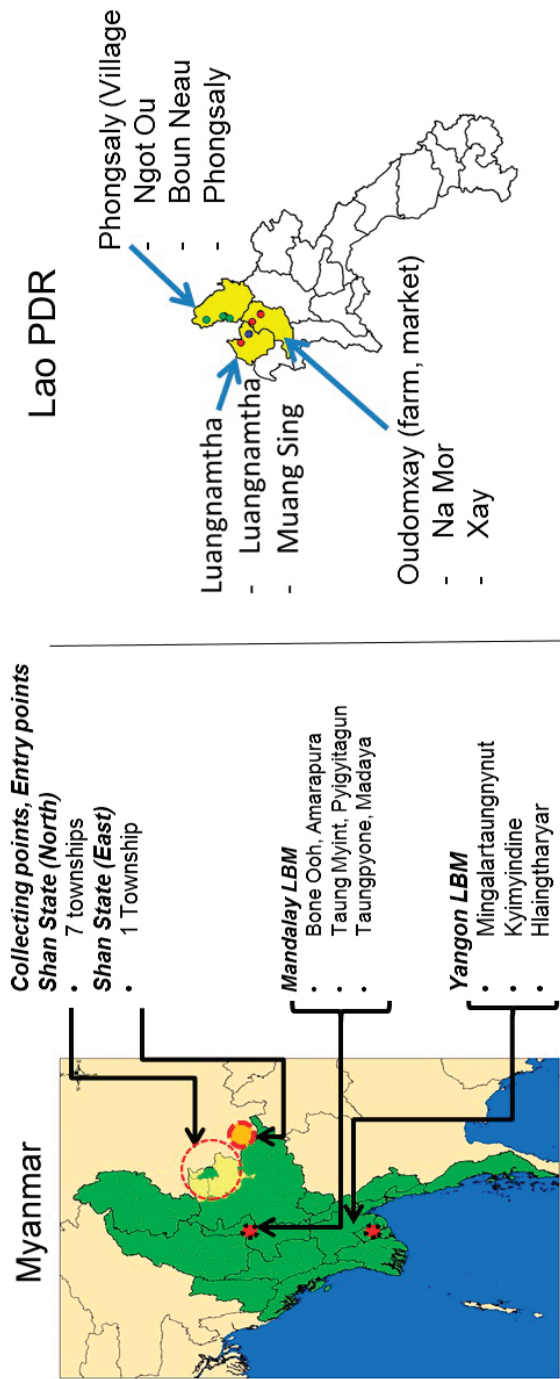 Myanmar
Collecting points, Entry points
Shan State (North)
• 7 townships
Shan State (East)
• 1 Township
Mandalay LBM
• Bone Ooh, Amarapura
• Taung Myint, Pyigyitagun
• Taungpyone, Madaya
Yangon LBM
• Mingalartaungnynut
• Kyimyindine
• Hlaingtharyar
Lao PDR
Phongsaly (Village
- Ngot Ou
- Boun Neau
- Phongsaly
Luangnamtha
- Luangnamtha
- Muang Sing
Oudomxay (farm, market)
- Na Mor
- Xay